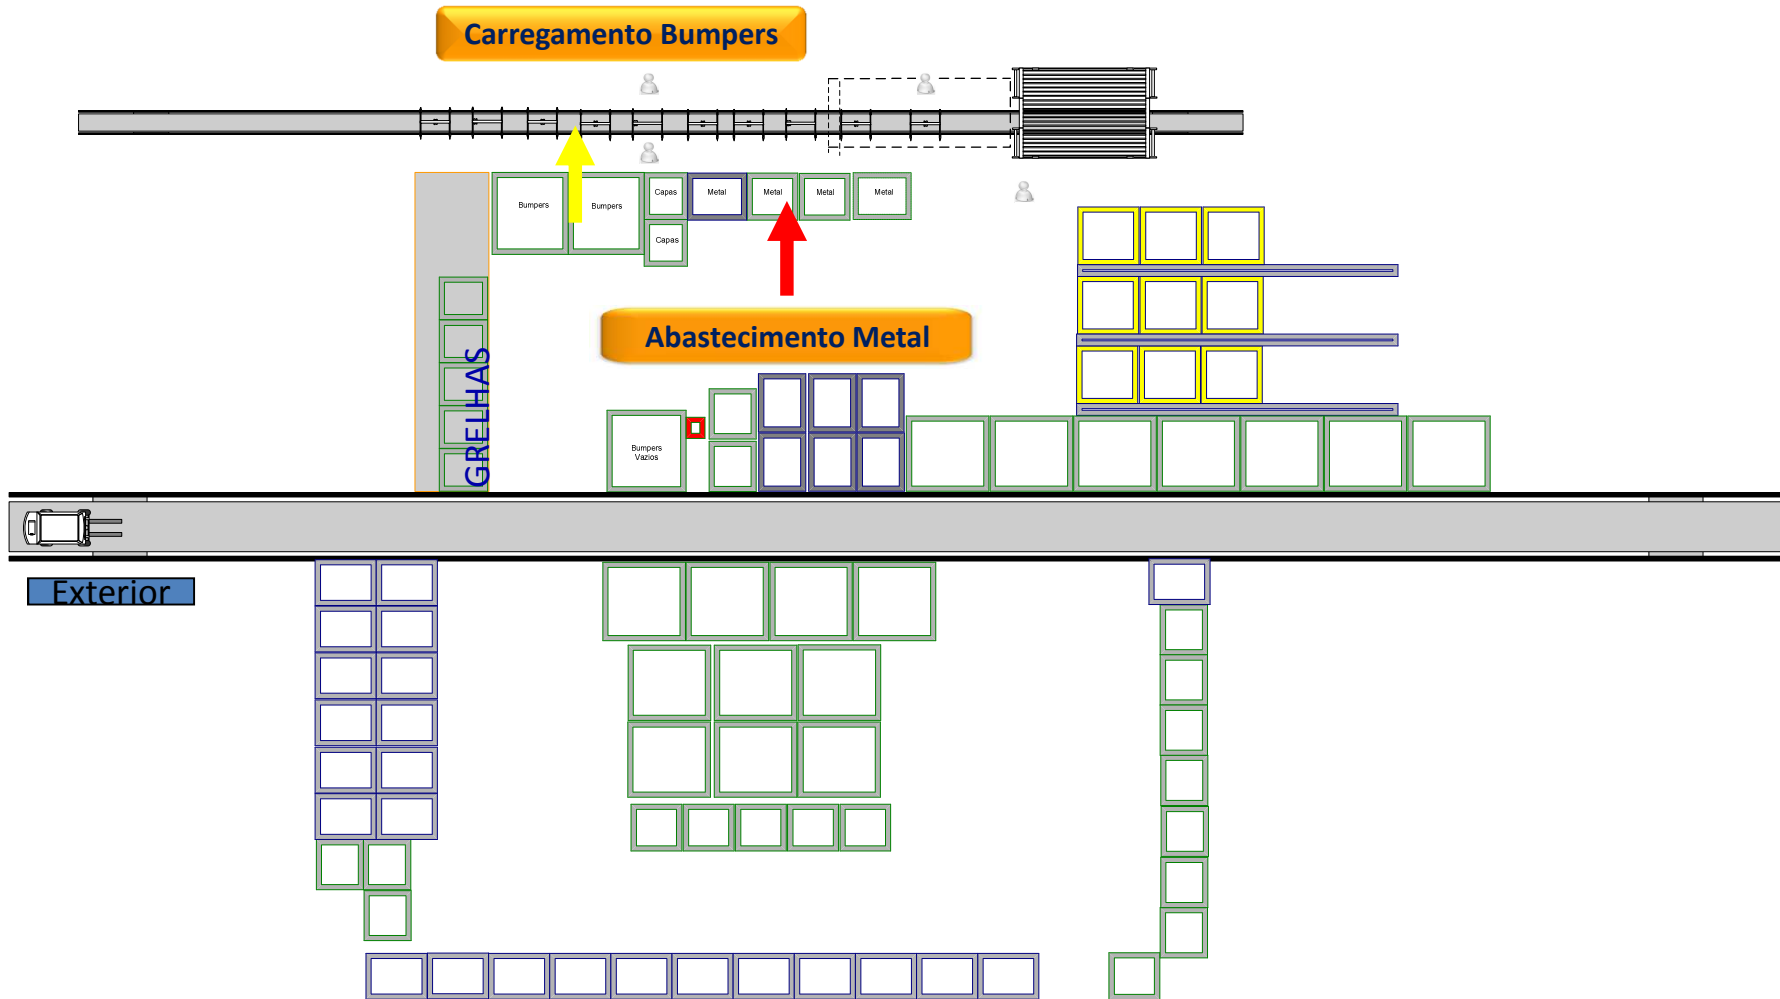 Carregamento Bumpers
Bumpers
Bumpers
Capas
Metal
Metal
Metal
Metal
Capas
Abastecimento Metal
GRELHAS
Bumpers
Vazios
Exterior